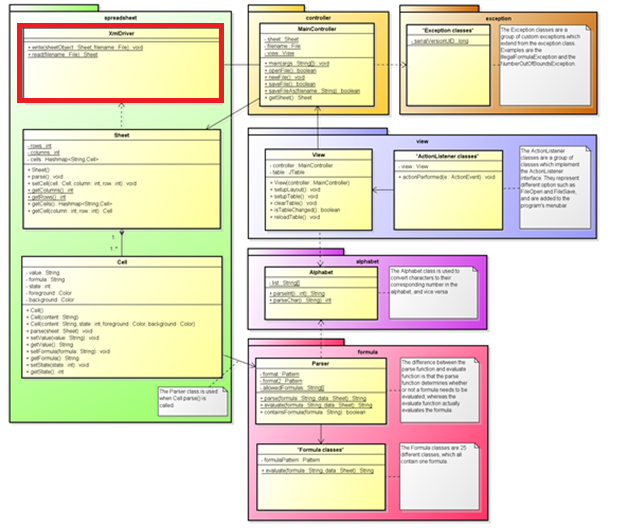 spreadsheet
XmlDriver
+ write(sheetObject : Sheet, filename : File) : void
+ read(filename : File) : Sheet
Sheet
- rows : int
- columns : int
- cells : Hashmap<String,Cell>
+ Sheet()
+ parse() : void
+ setCell(cell : Cell, column : int, row : int) : void
+ getColumns() : int
+ getRows() : int
+ getCells() : Hashmap<String,Cell>
+ getCell(column : int, row : int) : Cell
1
1..*
Cell
- value : String
- formula : String
- state : int
- foreground : Color
- background : Color
+ Cell()
+ Cell(content : String)
+ Cell(content : String, state : int, foreground : Color, background : Color)
+ parse(sheet : Sheet) : void
+ setValue(value : String) : void
+ getValue() : String
+ setFormula(formula : String) : void
+ getFormula() : String
+ setState(state : int) : void
+ getState() : int
The Parser class is used
when Cell.parse() is
called
controller
MainController
- sheet : Sheet
- filename : File
- view : View
+ main(args : String[]) : void
+ openFile() : boolean
+ newFile() : void
+ saveFile() : boolean
+ saveFileAs(filename : String) : boolean
+ getSheet() : Sheet
exception
"Exception classes"
- serialVersionUID : long
The Exception classes are a
group of custom exceptions which
extend from the exception class.
Examples are the
IllegalFormulaException and the
NumberOutOfBoundsException.
view
View
- controller : MainController
- table : JTable
+ View(controller : MainController)
+ setupLayout() : void
+ setupTable() : void
+ clearTable() : void
+ isTableChanged() : boolean
+ reloadTable() : void
"ActionListener classes"
- view : View
+ actionPerformed(e : ActionEvent) : void
The ActionListener
classes are a group of
classes which implement
the ActionListener
interface. They represent
different option such as
FileOpen and FileSave,
and are added to the
program's menubar.
alphabet
Alphabet
- list : String[]
+ parseInt(i : int) : String
+ parseChar(i : String) : int
The Alphabet class is used to
convert characters to their
corresponding number in the
alphabet, and vice versa
formula
Parser
- format : Pattern
- format2 : Pattern
- allowedFormulas : String[]
+ parse(formula : String, data : Sheet) : String
+ evaluate(formula : String, data : Sheet) : String
+ containsFormula(formula : String) : boolean
The difference between the
parse function and evaluate
function is that the parse
function determines whether
or not a formula needs to be
evaluated, whereas the
evaluate function actually
evaluates the formula.
"Formula classes"
- formulaPattern : Pattern
+ evaluate(formula : String, data : Sheet) : String
The Formula classes are 25
different classes, which all
contain one formula.